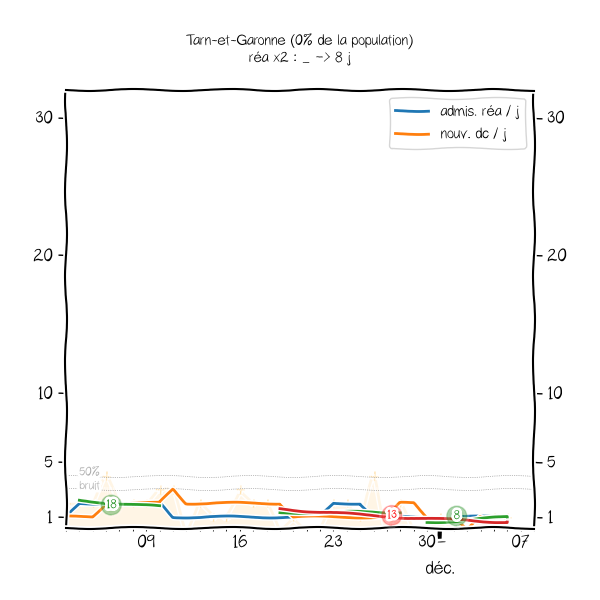 Tarn-et-Garonne (0% de la population)
réa x2 : _ -> 8 j
admis. réa / j
nouv. dc / j
30 30
20 20
10 10
5 5
50%
bruit
18 13 8
1 1
09 16 23 30 07
déc.